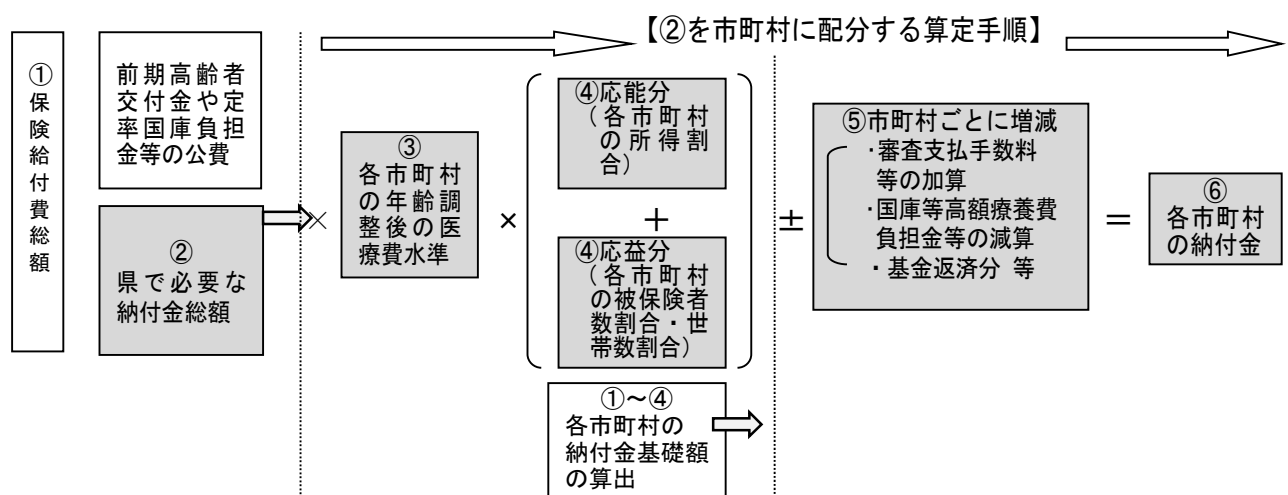 【②を市町村に配分する算定手順】
①保険給付費総額
前期高齢者
交付金や定
率国庫負担
金等の公費
②
県で必要な
納付金総額
×
③
各市町村
の年齢調
整後の医
療費水準
×
④応能分
（各市町村
の所得割
合）
＋
④応益分
（各市町村
の被保険者
数割合・世
帯数割合）
①～④
各市町村の
納付金基礎額
の算出
±
⑤市町村ごとに増減
・審査支払手数料
等の加算
・国庫等高額療養費
負担金等の減算
・基金返済分 等
＝
⑥
各市町村
の納付金